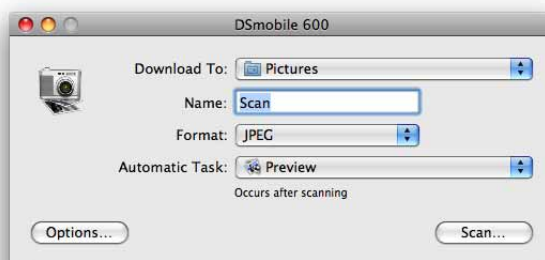 DSmobile 600
Download To: Pictures
Name: Scan
Format: JPEG
Automatic Task: Preview
Occurs after scanning
Options... Scan...